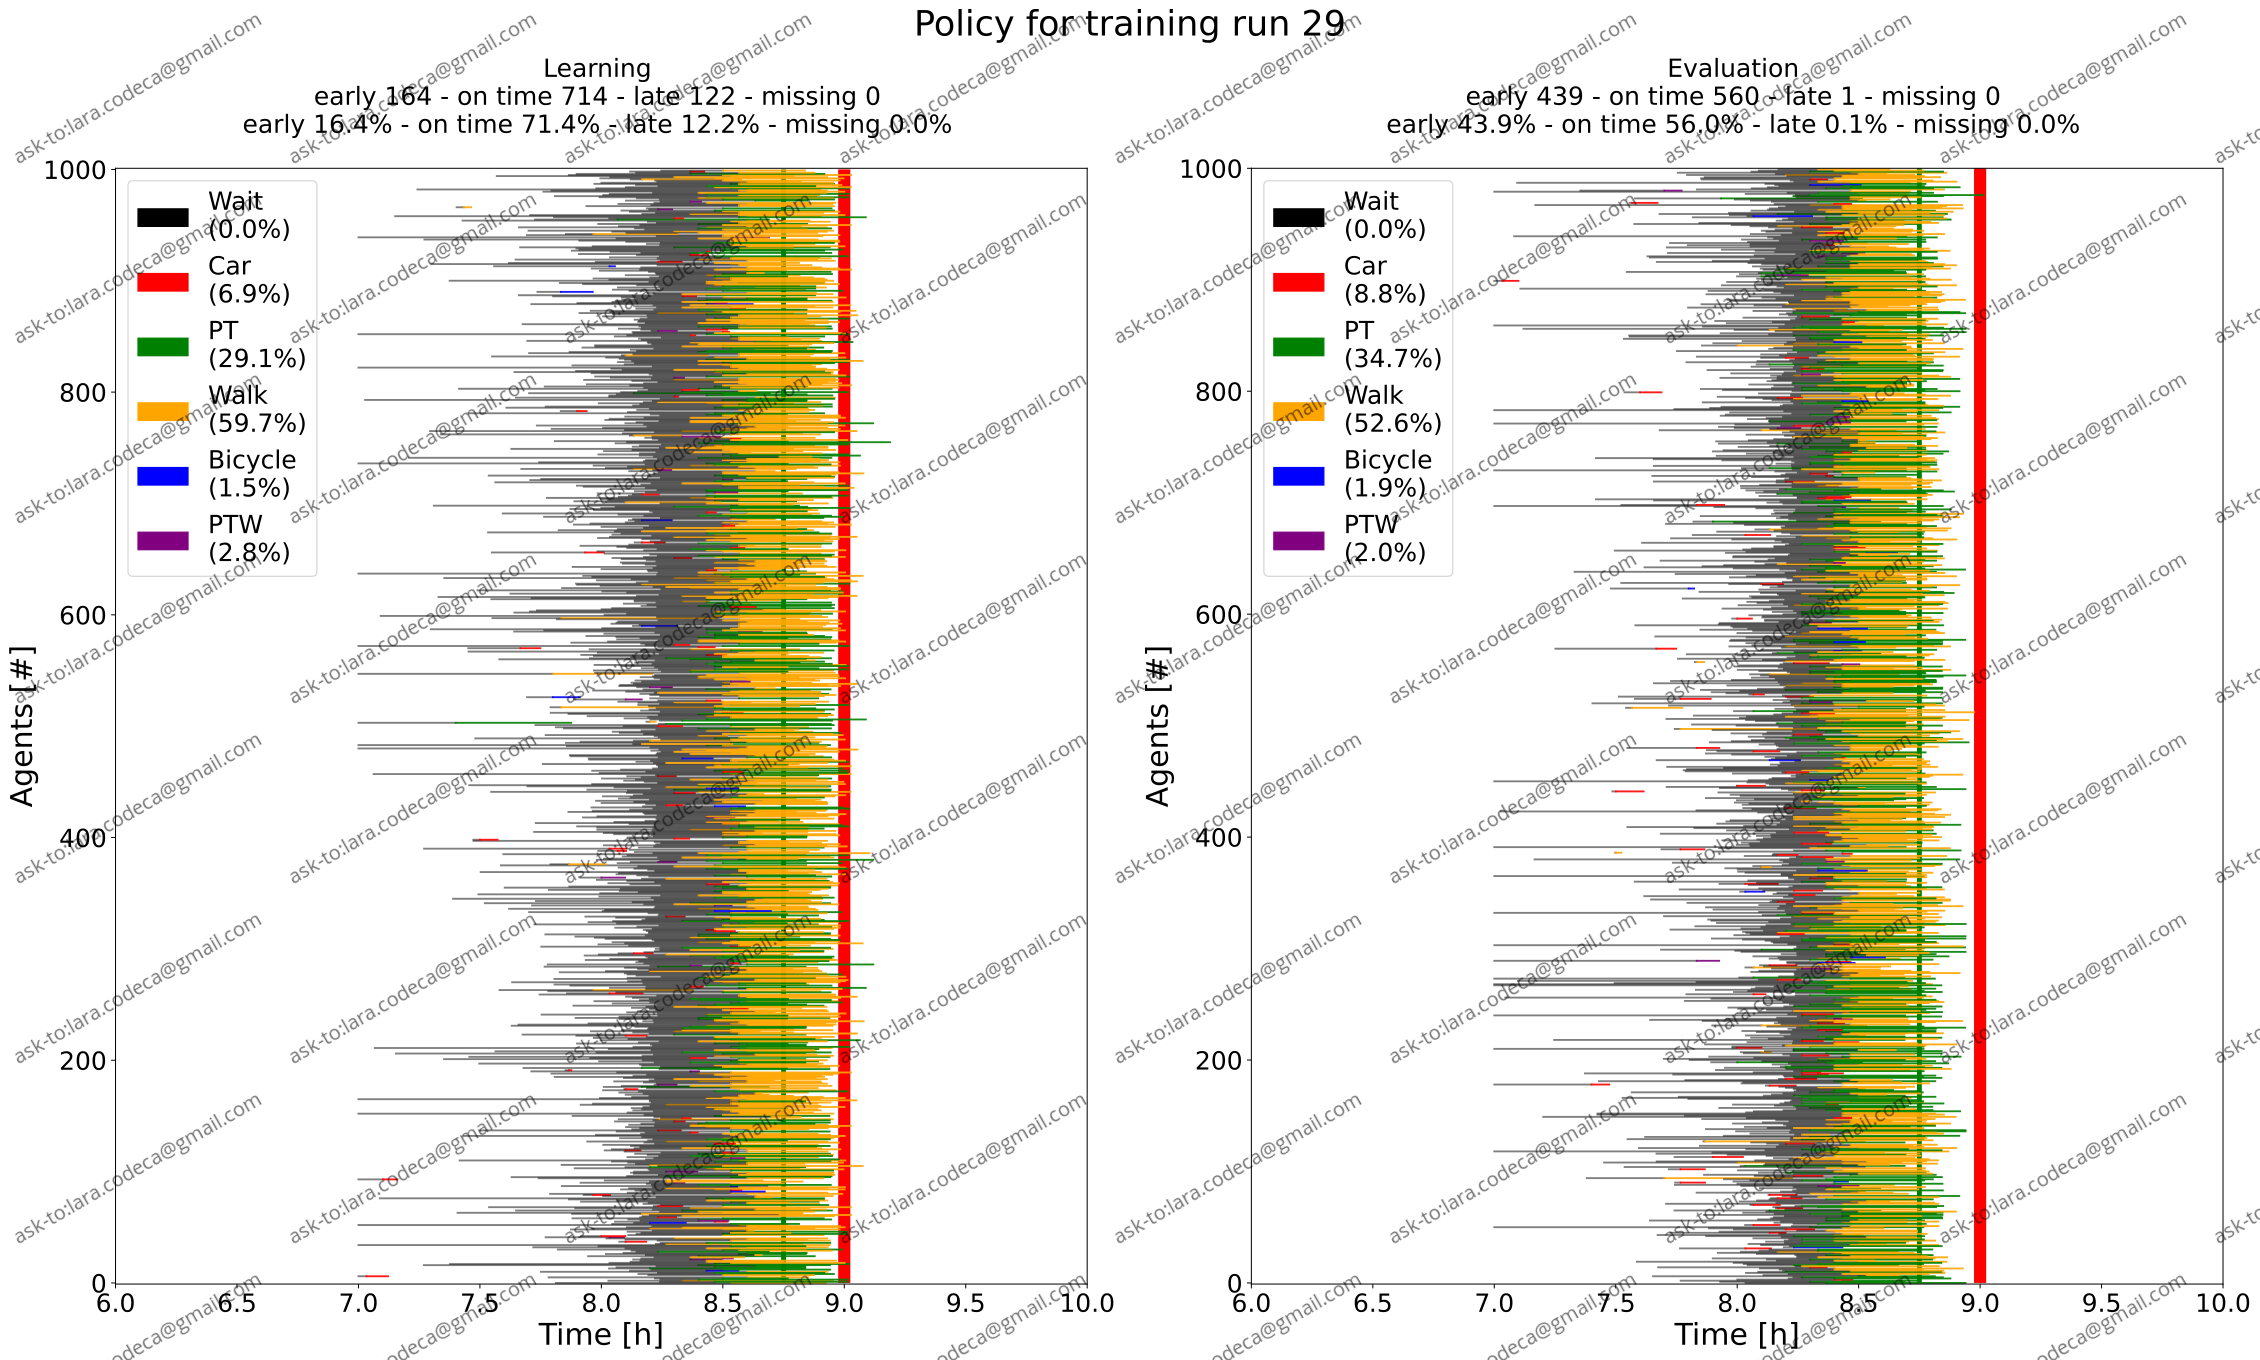 Policy for training run 29
Learning
early 164 - on time 714 - late 122 - missing 0
early 16.4% - on time 71.4% - late 12.2% - missing 0.0%
1000
800
600
400
200
0
Agents [#]
Wait
(0.0%)
Car
(6.9%)
PT
(29.1%)
Walk
(59.7%)
Bicycle
(1.5%)
PTW
(2.8%)
6.0 6.5 7.0 7.5 8.0 8.5 9.0 9.5 10.0
Time [h]
Evaluation
early 439 - on time 560 - late 1 - missing 0
early 43.9% - on time 56.0% - late 0.1% - missing 0.0%
1000
800
600
400
200
0
Agents [#]
Wait
(0.0%)
Car
(8.8%)
PT
(34.7%)
Walk
(52.6%)
Bicycle
(1.9%)
PTW
(2.0%)
6.0 6.5 7.0 7.5 8.0 8.5 9.0 9.5 10.0
Time [h]
ask-to:lara.codeca@gmail.com